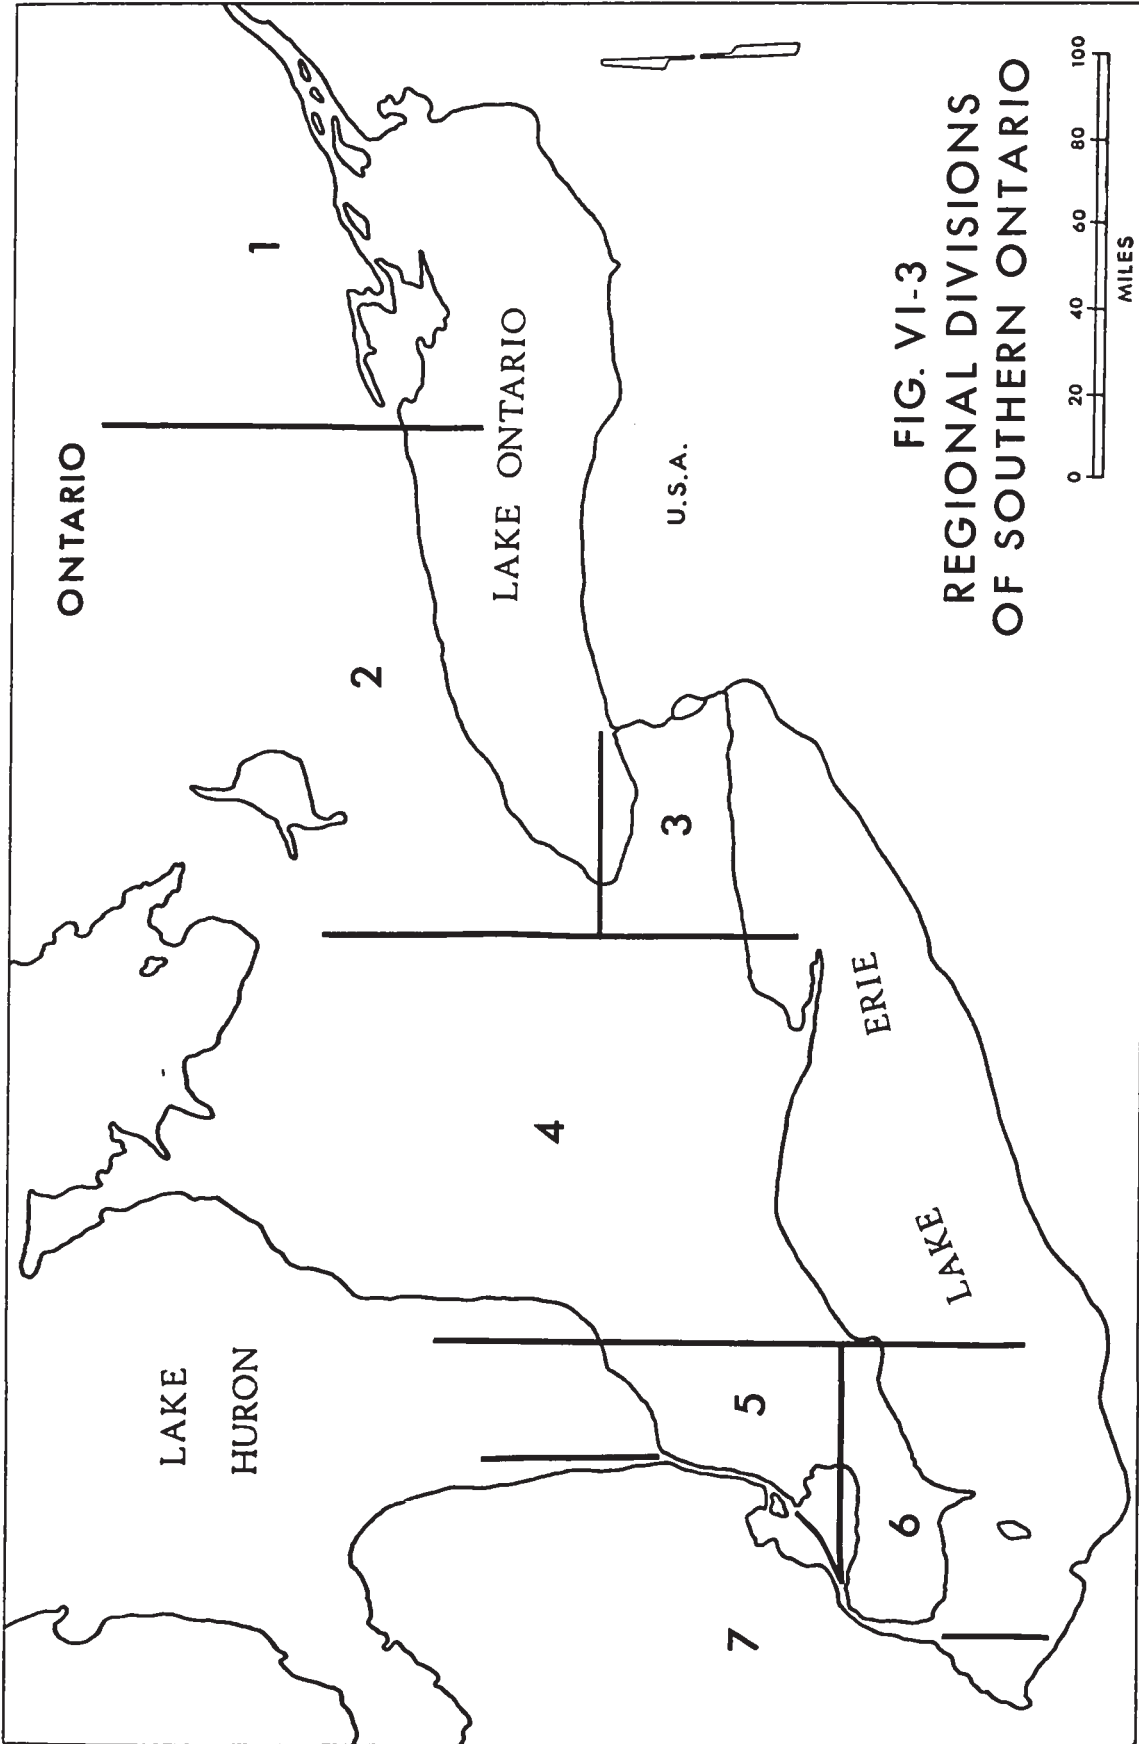 ONTARIO
1
2
3
4
5
6
7
LAKE
HURON
LAKE ONTARIO
U.S.A.
LAKE ERIE
FIG. VI-3
REGIONAL DIVISIONS
OF SOUTHERN ONTARIO
0 20 40 60 80 100
MILES